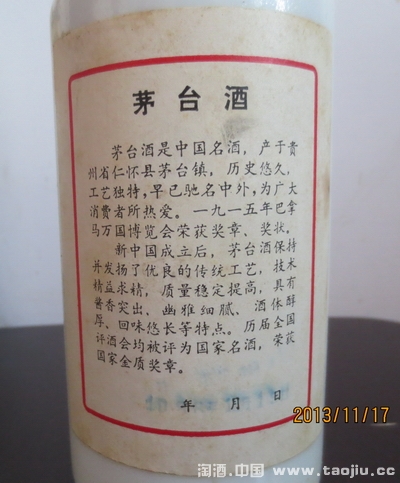 茅台酒
茅台酒是中国名酒，产于贵
州省仁怀县茅台镇，历史悠久，
工艺独特，早已驰名中外，为广大
消费者所热爱。一九一五年巴拿
马万国博览会荣获奖章、奖状。
新中国成立后，茅台酒保持
并发扬了优良的传统工艺，技术
精益求精，质量稳定提高，具有
酱香突出、幽雅细腻、酒体醇
厚、回味悠长等特点。历届全国
评酒会均被评为国家名酒，荣获
国家金质奖章。
年 月 日
2013/11/17
淘酒.中国 www.taojiu.cc